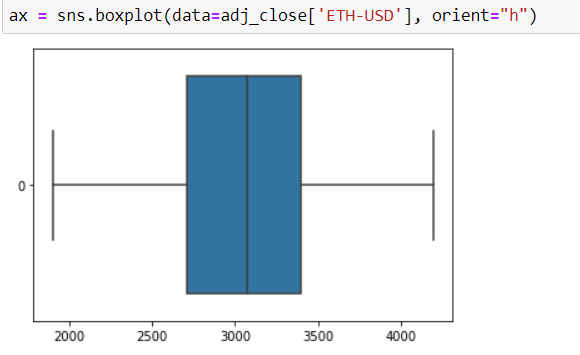 ax = sns.boxplot(data=adj_close['ETH-USD'], orient="h")
0
2000 2500 3000 3500 4000